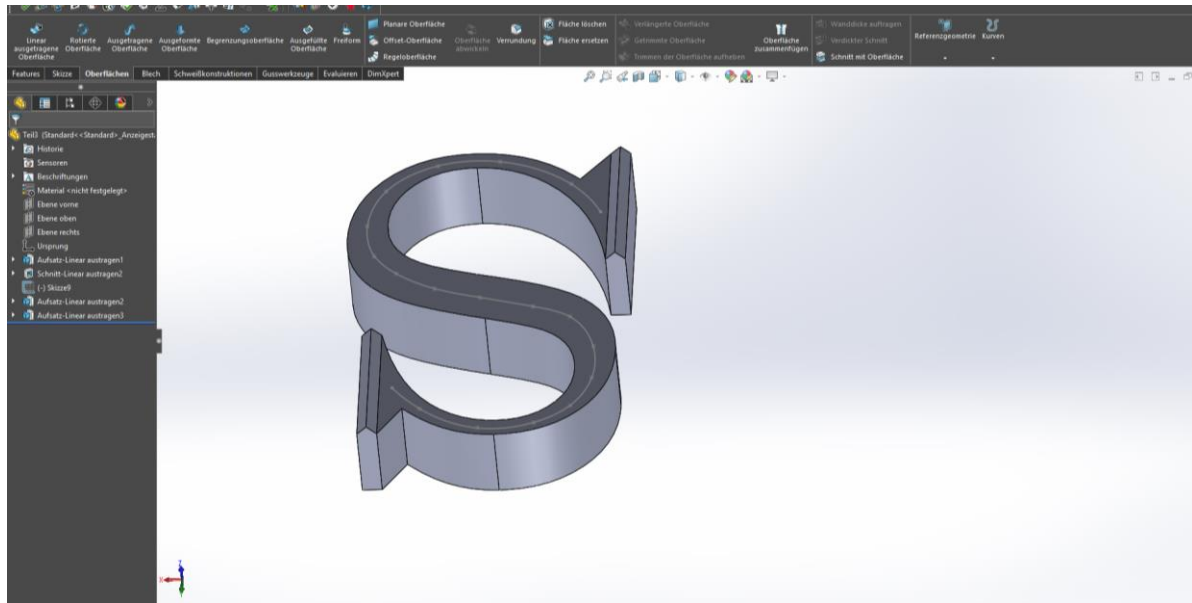 Linear ausgetragene Oberfläche
Rotierte Oberfläche
Ausgetragene Oberfläche
Ausgeformte Oberfläche
Begrenzungsoberfläche
Ausgefüllte Oberfläche
Freiform
Planare Oberfläche
Offset-Oberfläche
Regeloberfläche
Oberfläche abwickeln
Verrundung
Fläche löschen
Fläche ersetzen
Verlängerte Oberfläche
Getrimmte Oberfläche
Trimmen der Oberfläche aufheben
Oberfläche zusammenfügen
Wanddicke auftragen
Verdickter Schnitt
Schnitt mit Oberfläche
Referenzgeometrie
Kurven
Features Skizze Oberflächen Blech Schweißkonstruktionen Gusswerkzeuge Evaluieren DimXpert
Teil3 (Standard<<Standard>_Anzeigest
Historie
Sensoren
Beschriftungen
Material <nicht festgelegt>
Ebene vorne
Ebene oben
Ebene rechts
Ursprung
Aufsatz-Linear austragen1
Schnitt-Linear austragen2
(-) Skizze9
Aufsatz-Linear austragen2
Aufsatz-Linear austragen3
S
Z
X